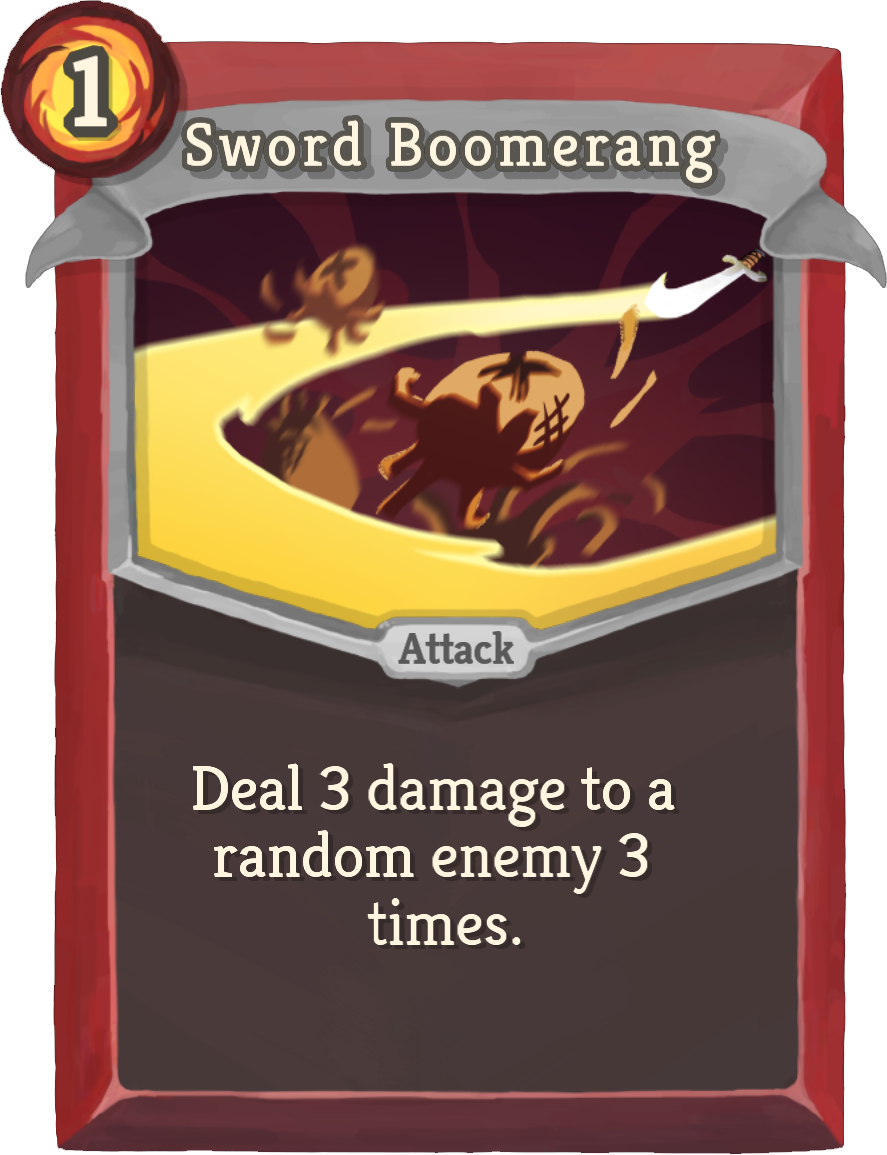 1
Sword Boomerang
Attack
Deal 3 damage to a
random enemy 3
times.